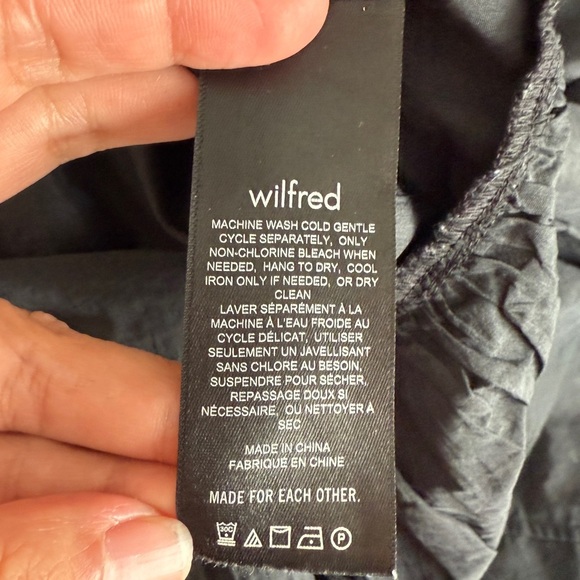 wilfred
MACHINE WASH COLD GENTLE
CYCLE SEPARATELY, ONLY
NON-CHLORINE BLEACH WHEN
NEEDED, HANG TO DRY, COOL
IRON ONLY IF NEEDED, OR DRY
CLEAN
LAVER SÉPARÉMENT À LA
MACHINE À L'EAU FROIDE AU
CYCLE DÉLICAT, UTILISER
SEULEMENT UN JAVELLISANT
SANS CHLORE AU BESOIN,
SUSPENDRE POUR SÉCHER,
REPASSAGE DOUX SI
NÉCESSAIRE, OU NETTOYER À
SEC
MADE IN CHINA
FABRIQUE EN CHINE
MADE FOR EACH OTHER.
30C P